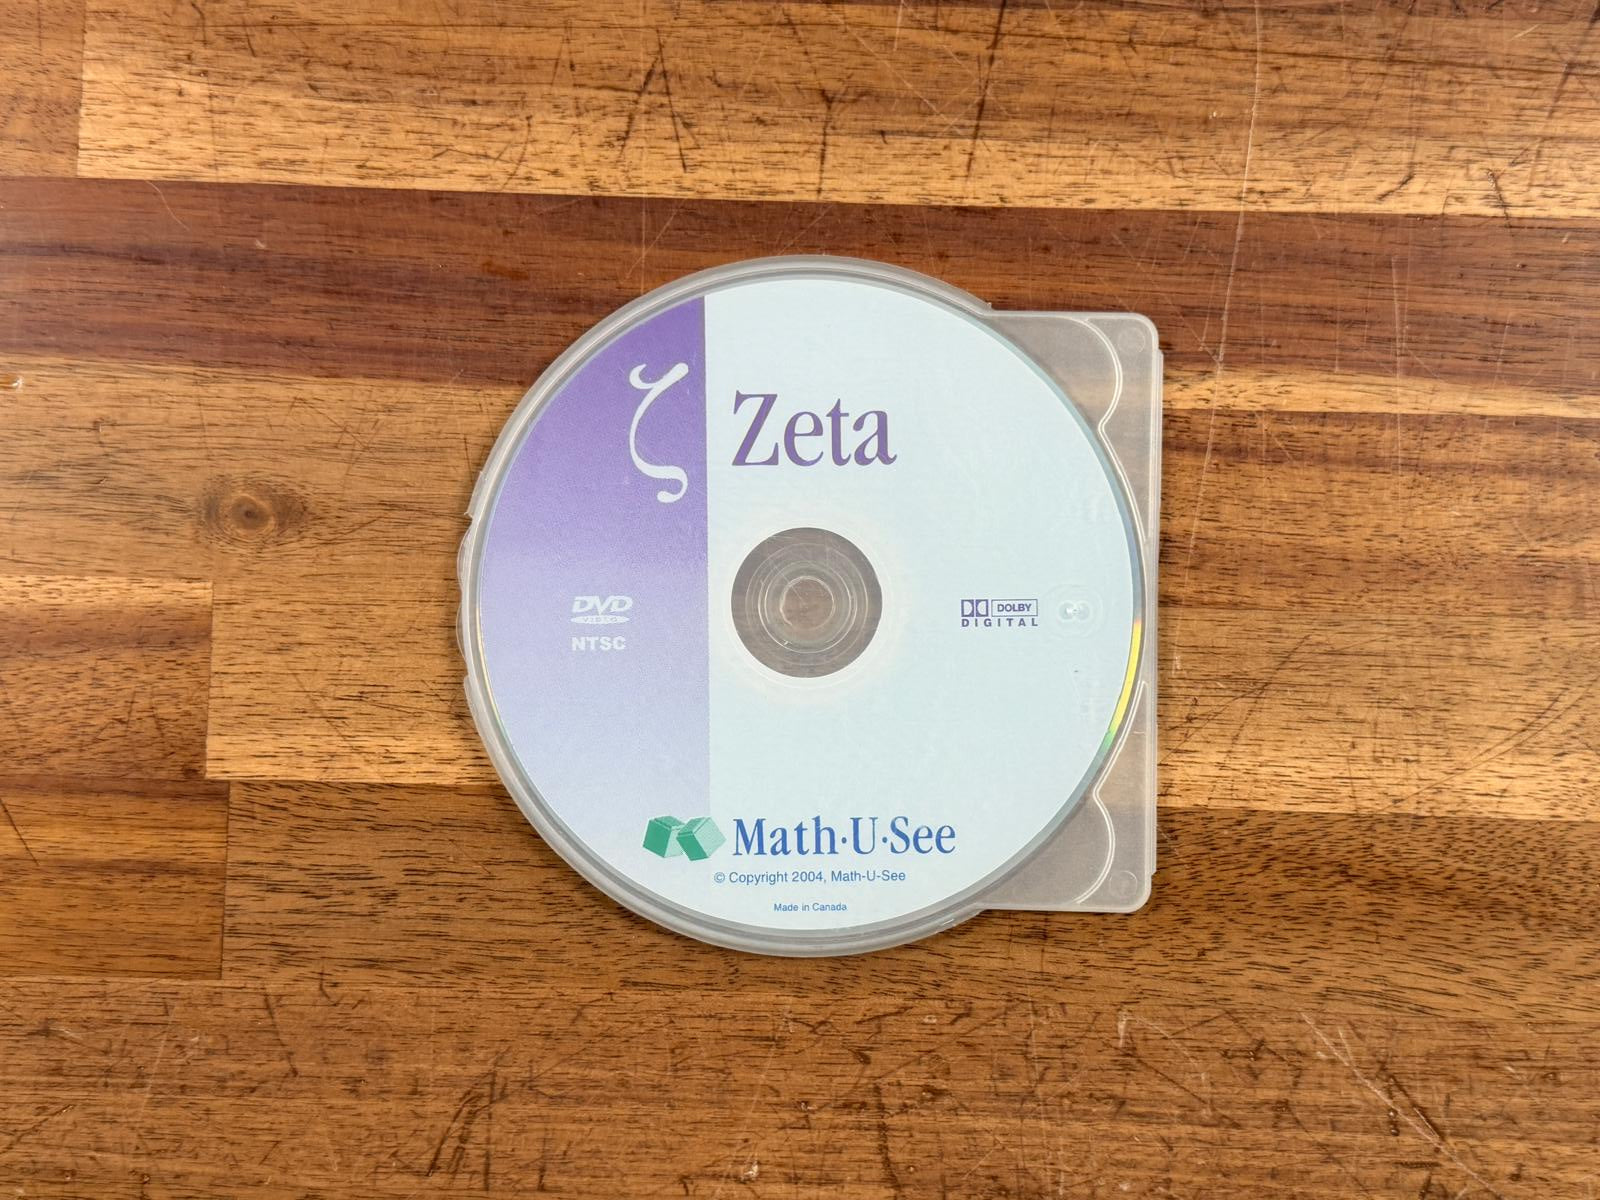 ζ
Zeta
DVD
VIDEO
NTSC
DOLBY
DIGITAL
Math·U·See
© Copyright 2004, Math-U-See
Made in Canada